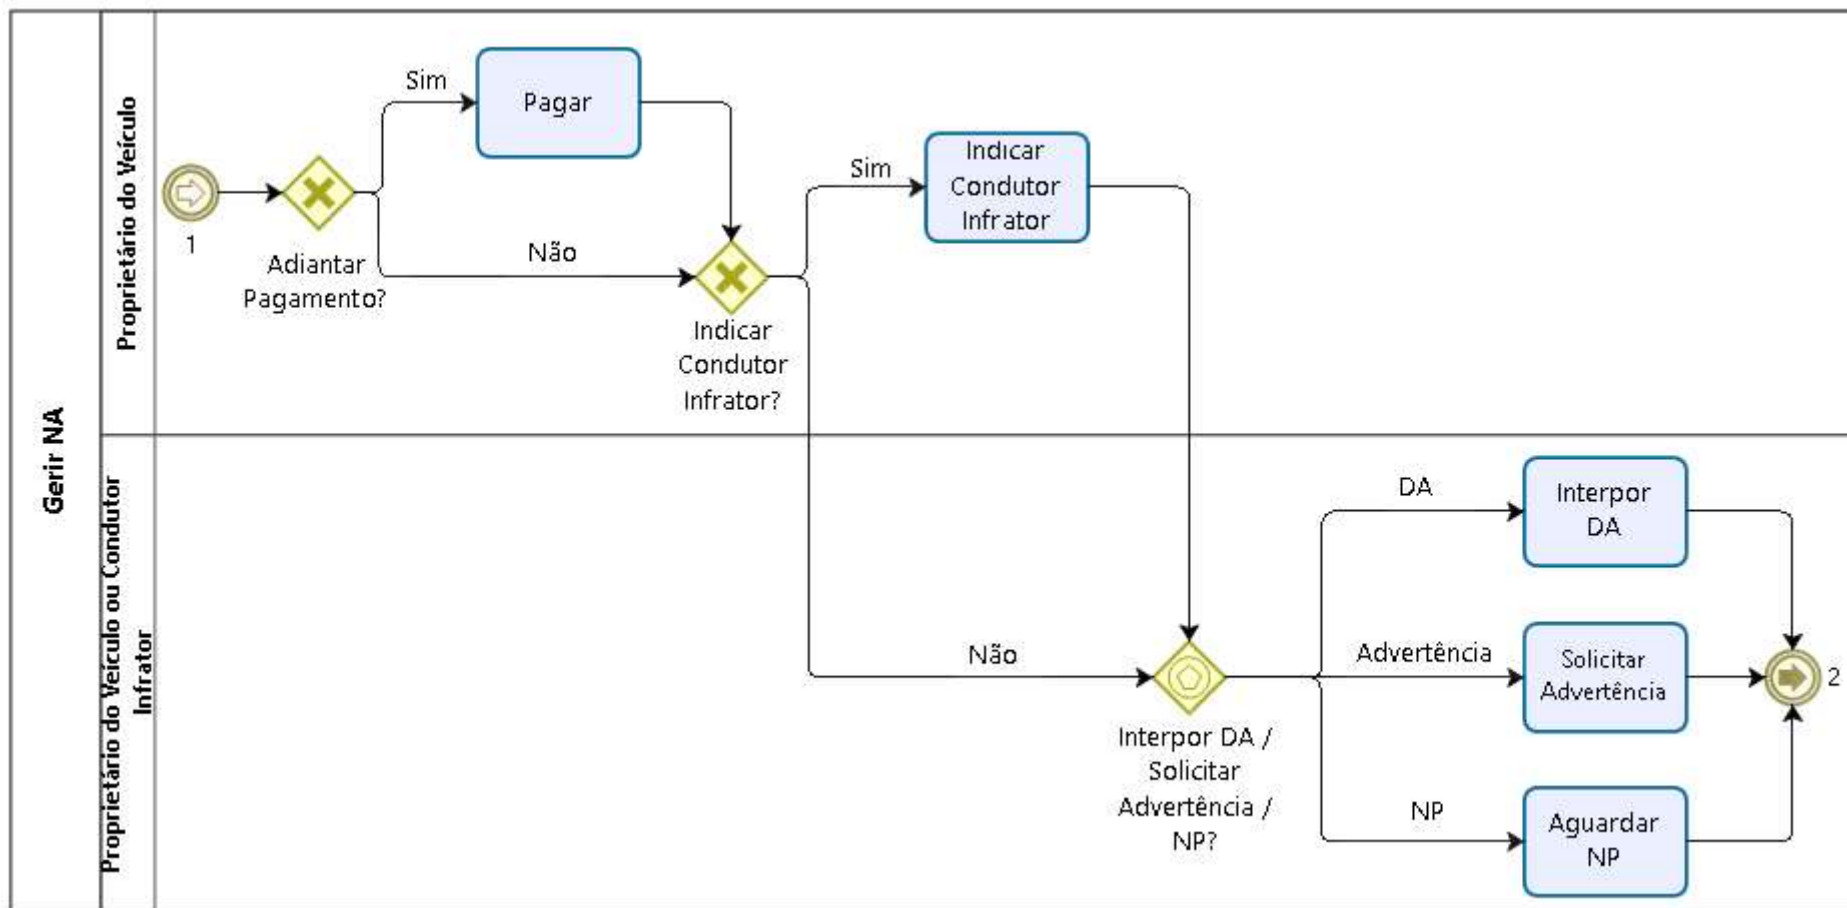 Gerir NA
Proprietário do Veículo
1
Adiantar
Pagamento?
Sim
Pagar
Não
Indicar
Condutor
Infrator?
Sim
Indicar
Condutor
Infrator
Proprietário do Veículo ou Condutor
Infrator
Não
Interpor DA /
Solicitar
Advertência /
NP?
DA
Interpor
DA
Advertência
Solicitar
Advertência
NP
Aguardar
NP
2